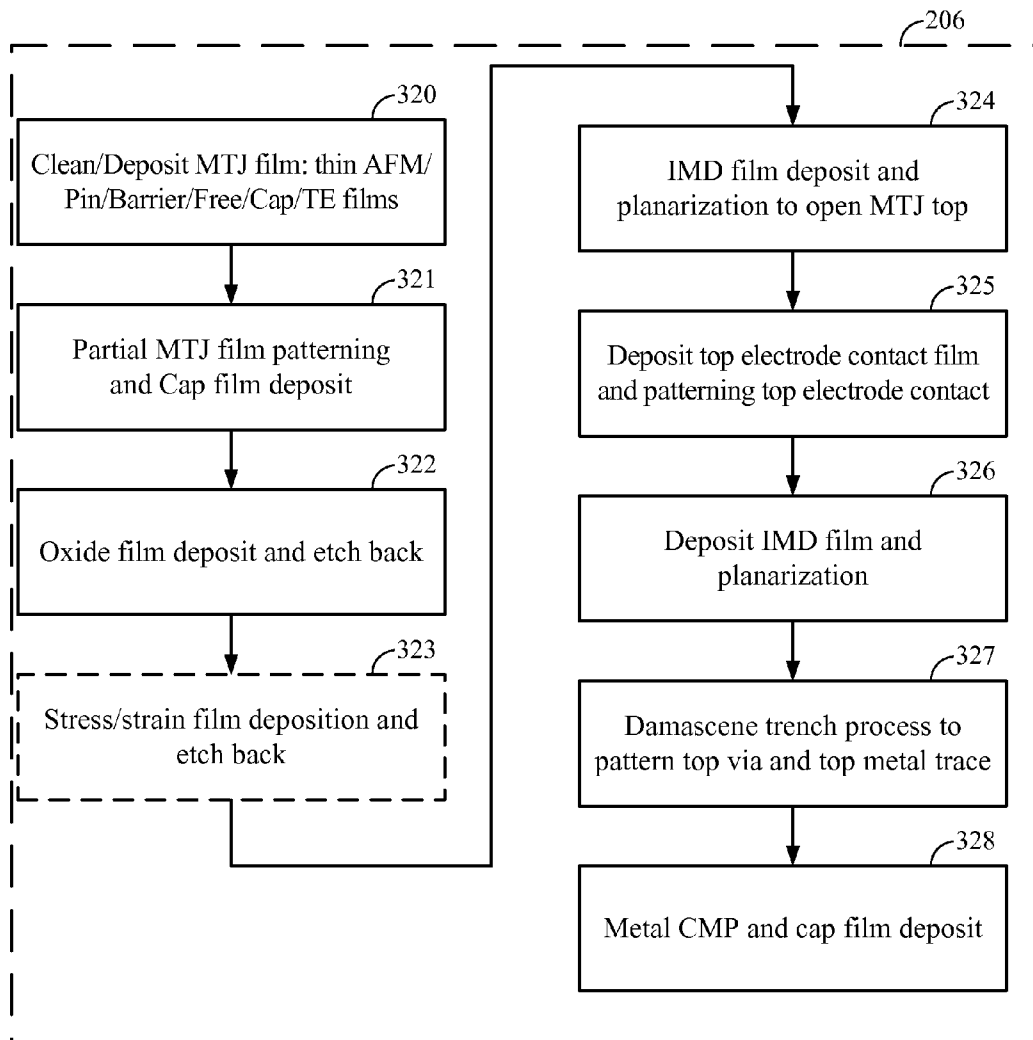 206
320
Clean/Deposit MTJ film: thin AFM/
Pin/Barrier/Free/Cap/TE films
321
Partial MTJ film patterning
and Cap film deposit
322
Oxide film deposit and etch back
323
Stress/strain film deposition and
etch back
324
IMD film deposit and
planarization to open MTJ top
325
Deposit top electrode contact film
and patterning top electrode contact
326
Deposit IMD film and
planarization
327
Damascene trench process to
pattern top via and top metal trace
328
Metal CMP and cap film deposit